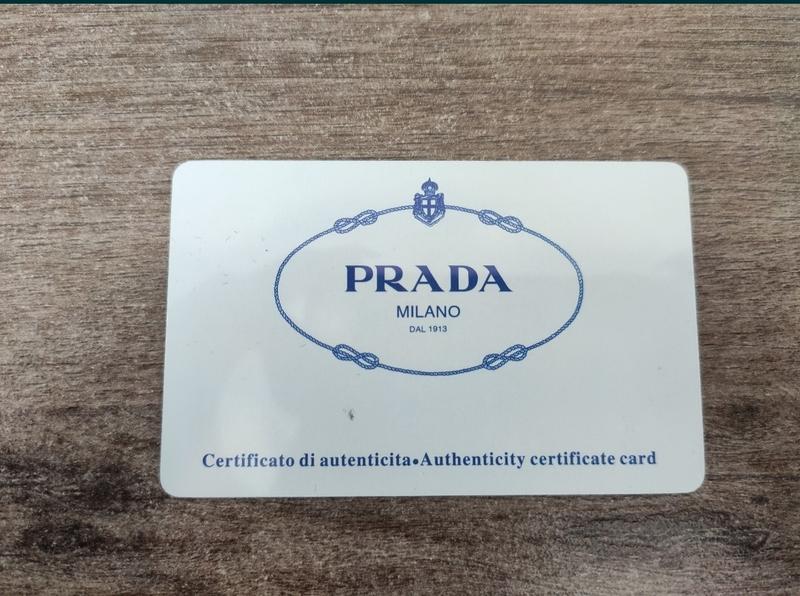 PRADA
MILANO
DAL 1913
Certificato di autenticita•Authenticity certificate card